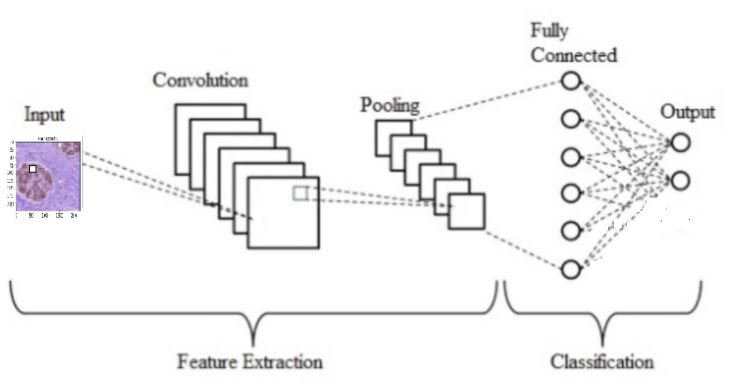 Fully
Connected
Convolution
Pooling
Output
Input
Feature Extraction
Classification